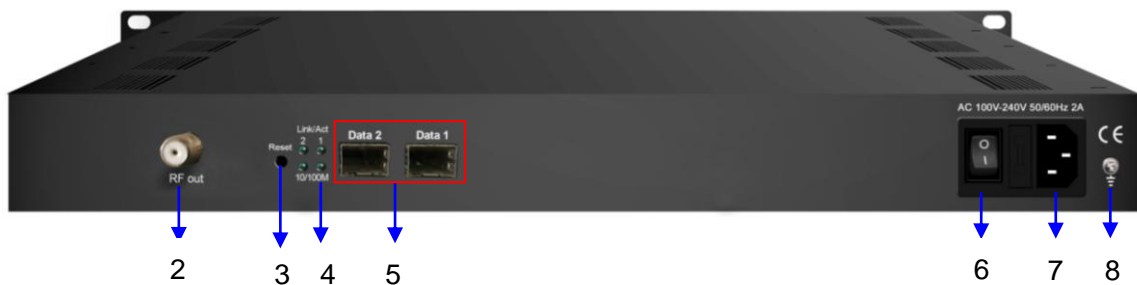 AC 100V-240V 50/60Hz 2A
Link/Act
2 1
Data 2 Data 1
Reset
CE
O
I
RF out
10/100M
2 3 4 5 6 7 8